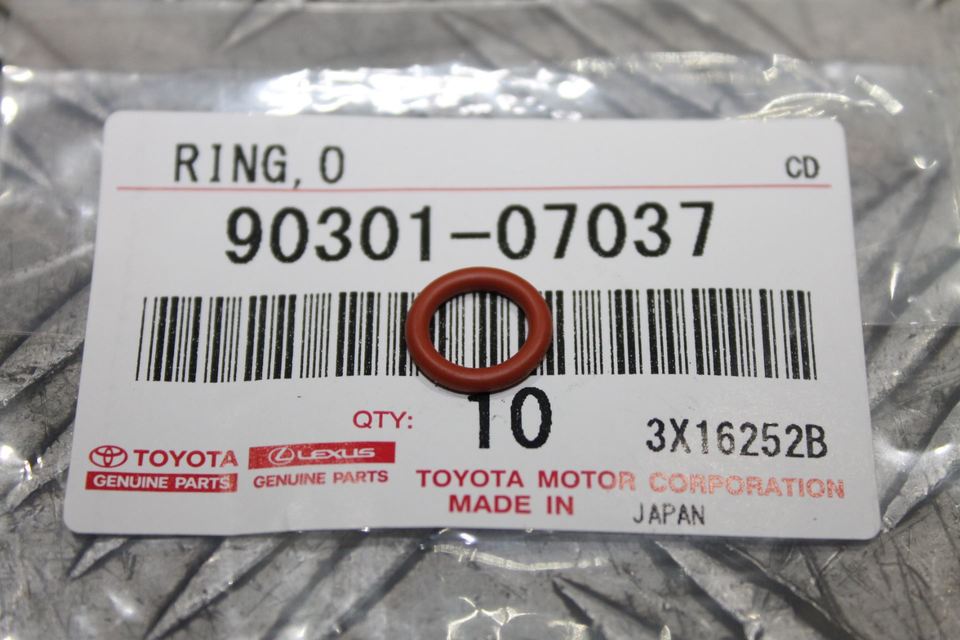 RING, O
CD
90301-07037
QTY: 10
3X16252B
TOYOTA
GENUINE PARTS
LEXUS
GENUINE PARTS
TOYOTA MOTOR CORPORATION
MADE IN JAPAN